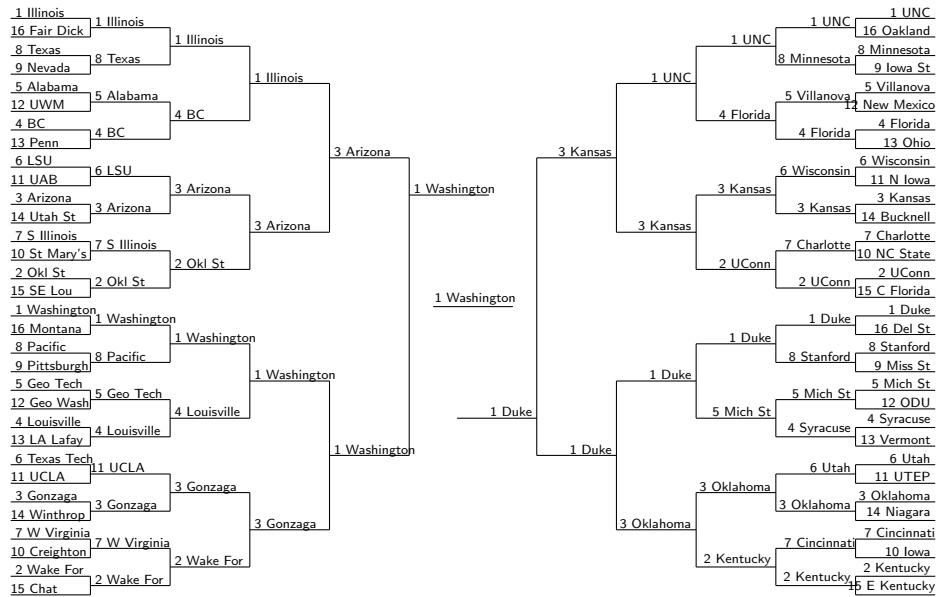 1 Illinois
16 Fair Dick
8 Texas
9 Nevada
5 Alabama
12 UWM
4 BC
13 Penn
6 LSU
11 UAB
3 Arizona
14 Utah St
7 S Illinois
10 St Mary's
2 Okl St
15 SE Lou
1 Washington
16 Montana
8 Pacific
9 Pittsburgh
5 Geo Tech
12 Geo Wash
4 Louisville
13 LA Lafay
6 Texas Tech
11 UCLA
3 Gonzaga
14 Winthrop
7 W Virginia
10 Creighton
2 Wake For
15 Chat
1 Illinois
8 Texas
5 Alabama
4 BC
6 LSU
3 Arizona
7 S Illinois
2 Okl St
1 Washington
8 Pacific
5 Geo Tech
4 Louisville
11 UCLA
3 Gonzaga
7 W Virginia
2 Wake For
1 Illinois
4 BC
3 Arizona
2 Okl St
1 Washington
4 Louisville
3 Gonzaga
2 Wake For
1 Illinois
3 Arizona
1 Washington
3 Gonzaga
3 Arizona
1 Washington
1 Washington
1 Washington
1 Duke
3 Kansas
1 Duke
1 UNC
3 Kansas
1 Duke
3 Oklahoma
1 UNC
4 Florida
3 Kansas
2 UConn
1 Duke
5 Mich St
3 Oklahoma
2 Kentucky
1 UNC
8 Minnesota
5 Villanova
4 Florida
6 Wisconsin
3 Kansas
7 Charlotte
2 UConn
1 Duke
8 Stanford
5 Mich St
4 Syracuse
6 Utah
3 Oklahoma
7 Cincinnati
2 Kentucky
1 UNC
16 Oakland
8 Minnesota
9 Iowa St
5 Villanova
12 New Mexico
4 Florida
13 Ohio
6 Wisconsin
11 N Iowa
3 Kansas
14 Bucknell
7 Charlotte
10 NC State
2 UConn
15 C Florida
1 Duke
16 Del St
8 Stanford
9 Miss St
5 Mich St
12 ODU
4 Syracuse
13 Vermont
6 Utah
11 UTEP
3 Oklahoma
14 Niagara
7 Cincinnati
10 Iowa
2 Kentucky
15 E Kentucky